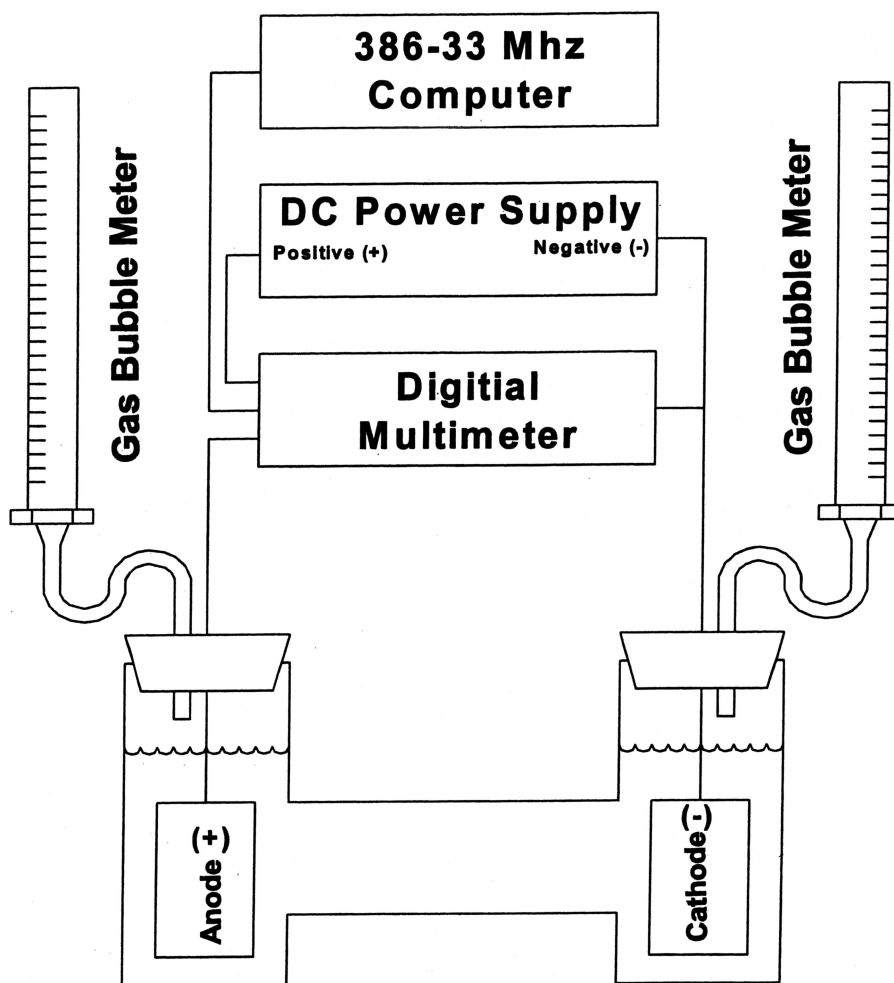 386-33 Mhz
Computer
DC Power Supply
Positive (+)
Negative (-)
Digitial
Multimeter
Gas Bubble Meter
Gas Bubble Meter
Anode (+)
Cathode (-)